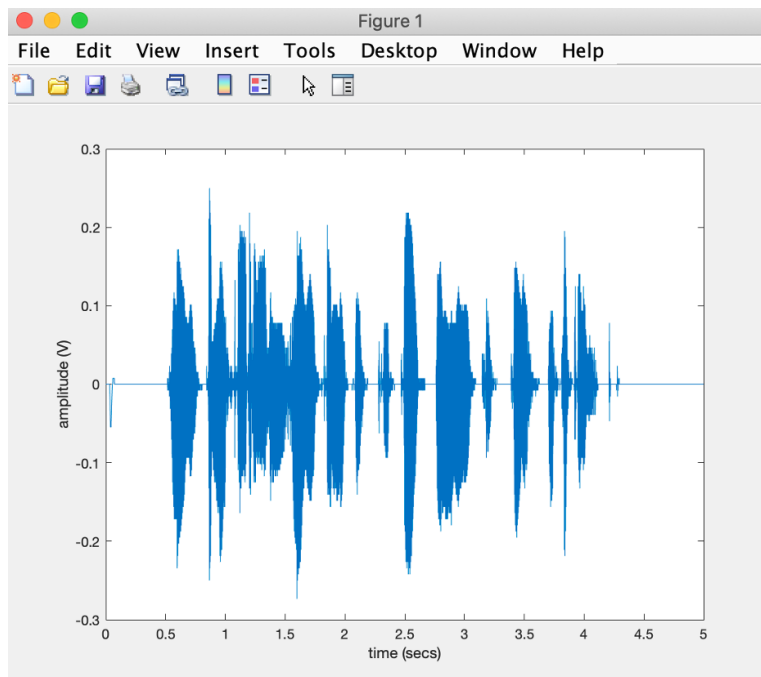 Figure 1
File Edit View Insert Tools Desktop Window Help
0.3
0.2
0.1
0
-0.1
-0.2
-0.3
amplitude (V)
0 0.5 1 1.5 2 2.5 3 3.5 4 4.5 5
time (secs)